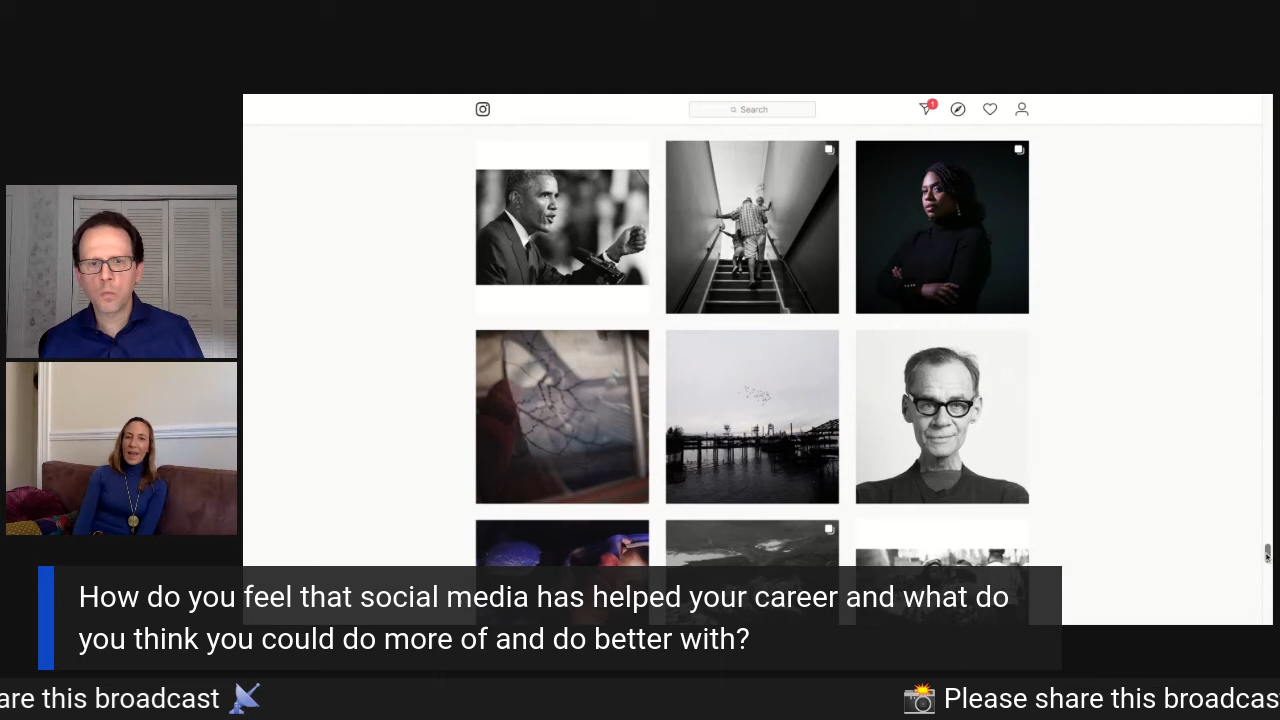 Search
1
How do you feel that social media has helped your career and what do
you think you could do more of and do better with?
are this broadcast
Please share this broadcas